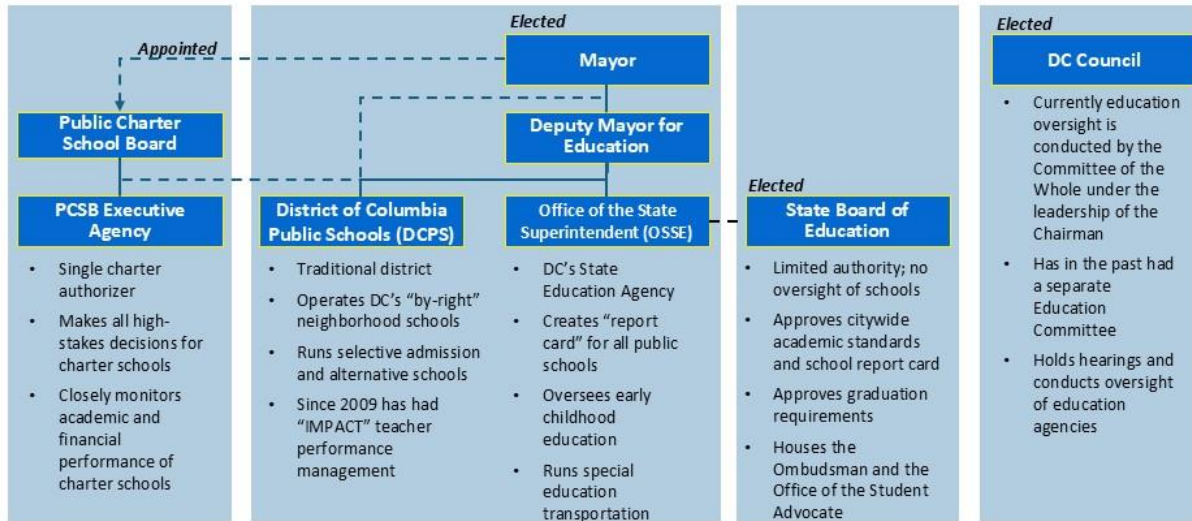 Elected
Appointed
Mayor
Public Charter
School Board
Deputy Mayor for
Education
PCSB Executive
Agency
• Single charter
authorizer
• Makes all high-
stakes decisions for
charter schools
• Closely monitors
academic and
financial
performance of
charter schools
District of Columbia
Public Schools (DCPS)
• Traditional district
• Operates DC's “by-right”
neighborhood schools
• Runs selective admission
and alternative schools
• Since 2009 has had
“IMPACT” teacher
performance
management
Office of the State
Superintendent (OSSE)
• DC's State
Education Agency
• Creates “report
card” for all public
schools
• Oversees early
childhood
education
• Runs special
education
transportation
Elected
State Board of
Education
• Limited authority; no
oversight of schools
• Approves citywide
academic standards
and school report card
• Approves graduation
requirements
• Houses the
Ombudsman and the
Office of the Student
Advocate
Elected
DC Council
• Currently education
oversight is
conducted by the
Committee of the
Whole under the
leadership of the
Chairman
• Has in the past had
a separate
Education
Committee
• Holds hearings and
conducts oversight
of education
agencies